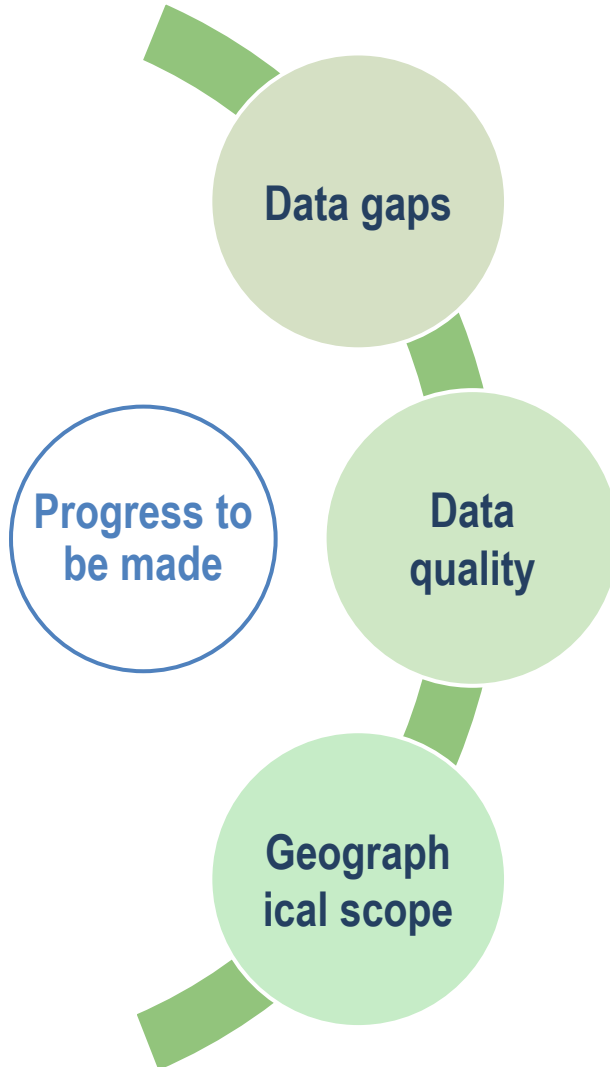 Data gaps
Progress to
be made
Data
quality
Geograph
ical scope